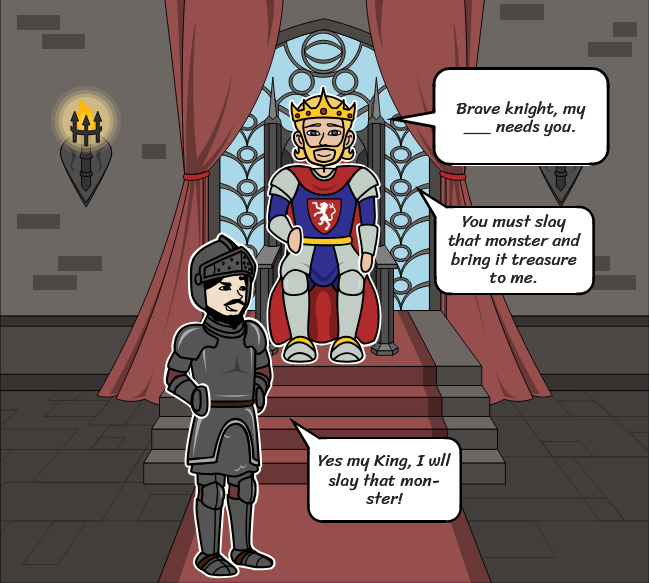 Brave knight, my
___ needs you.
You must slay
that monster and
bring it treasure
to me.
Yes my King, I wll
slay that mon-
ster!